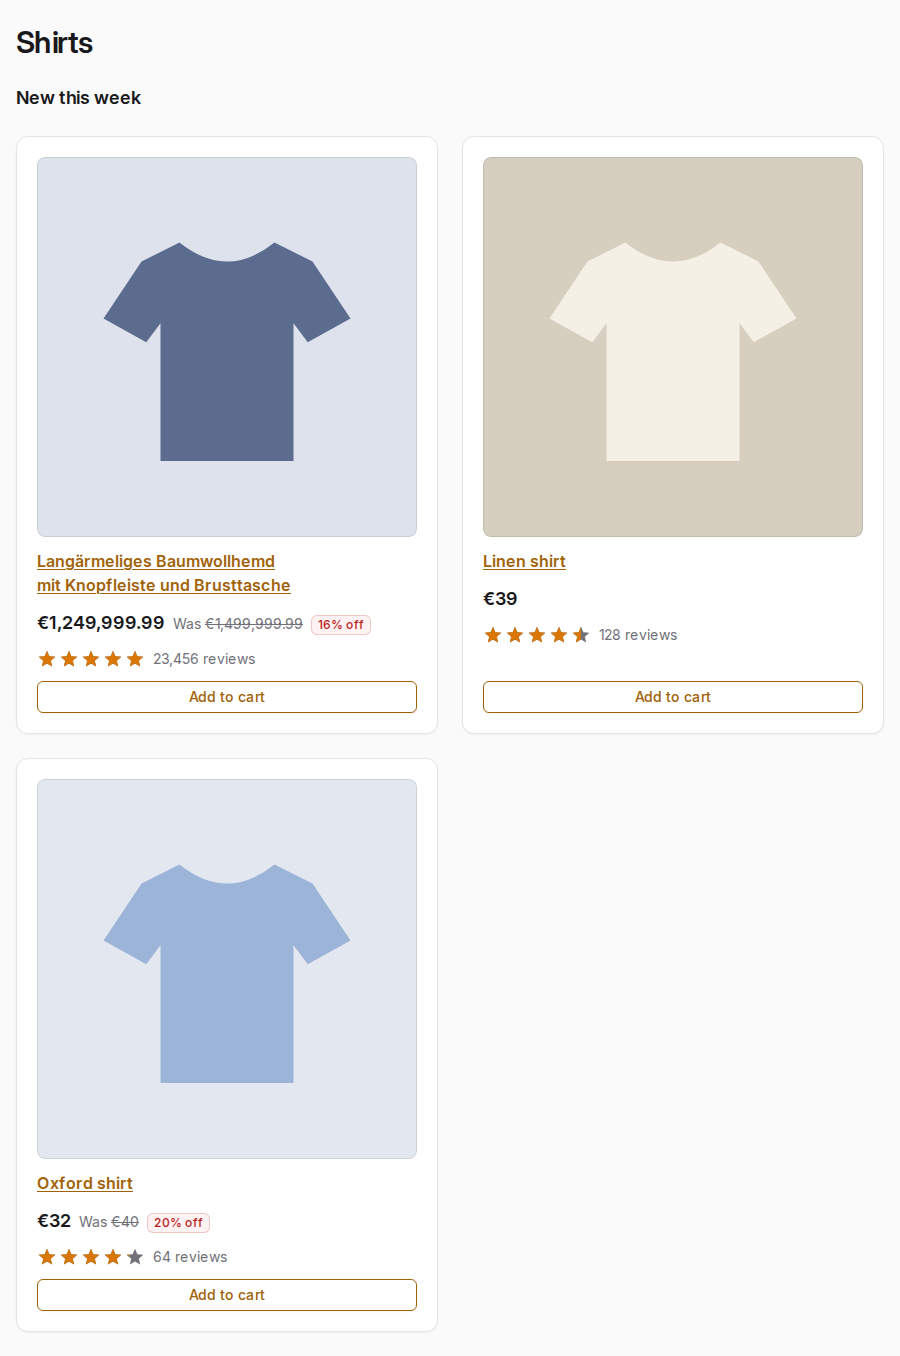 Shirts
New this week
Langärmeliges Baumwollhemd
mit Knopfleiste und Brusttasche
€1,249,999.99 Was €1,499,999.99 16% off
23,456 reviews
Add to cart
Linen shirt
€39
128 reviews
Add to cart
Oxford shirt
€32 Was €40 20% off
64 reviews
Add to cart